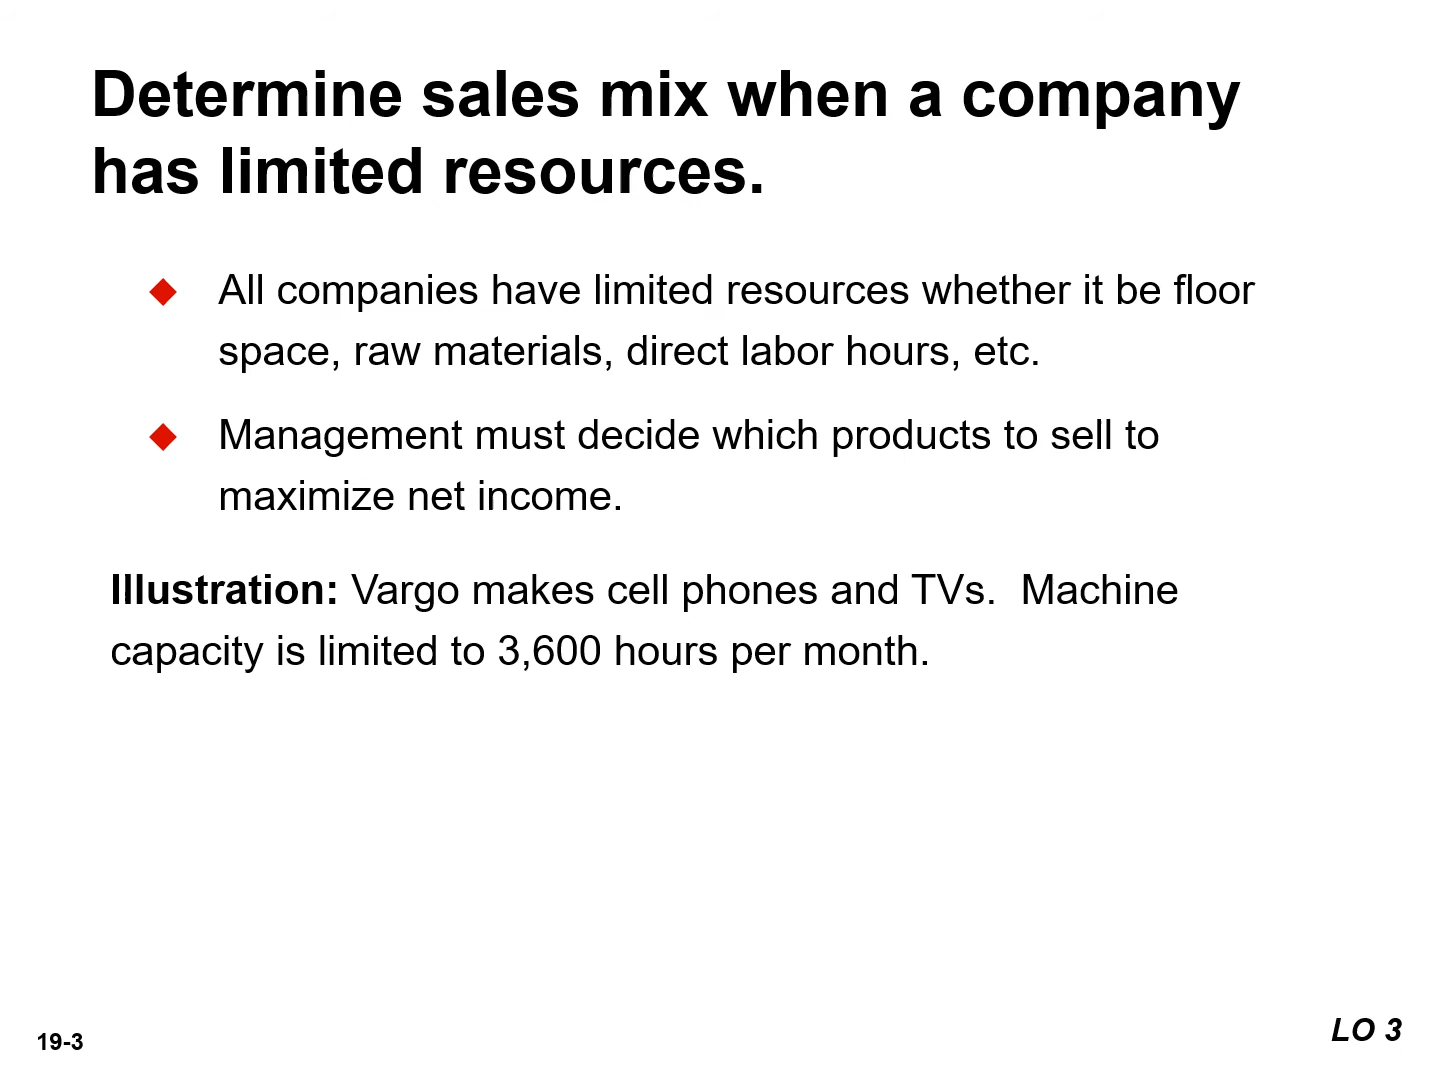 Determine sales mix when a company
has limited resources.
All companies have limited resources whether it be floor
space, raw materials, direct labor hours, etc.
Management must decide which products to sell to
maximize net income.
Illustration: Vargo makes cell phones and TVs.  Machine
capacity is limited to 3,600 hours per month.
19-3
LO 3